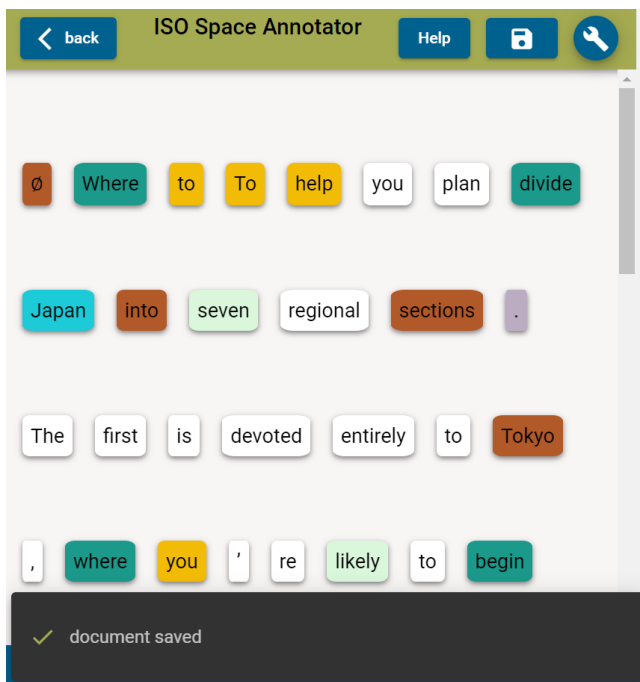 back ISO Space Annotator Help
Ø Where to To help you plan divide
Japan into seven regional sections .
The first is devoted entirely to Tokyo
, where you ’ re likely to begin
document saved